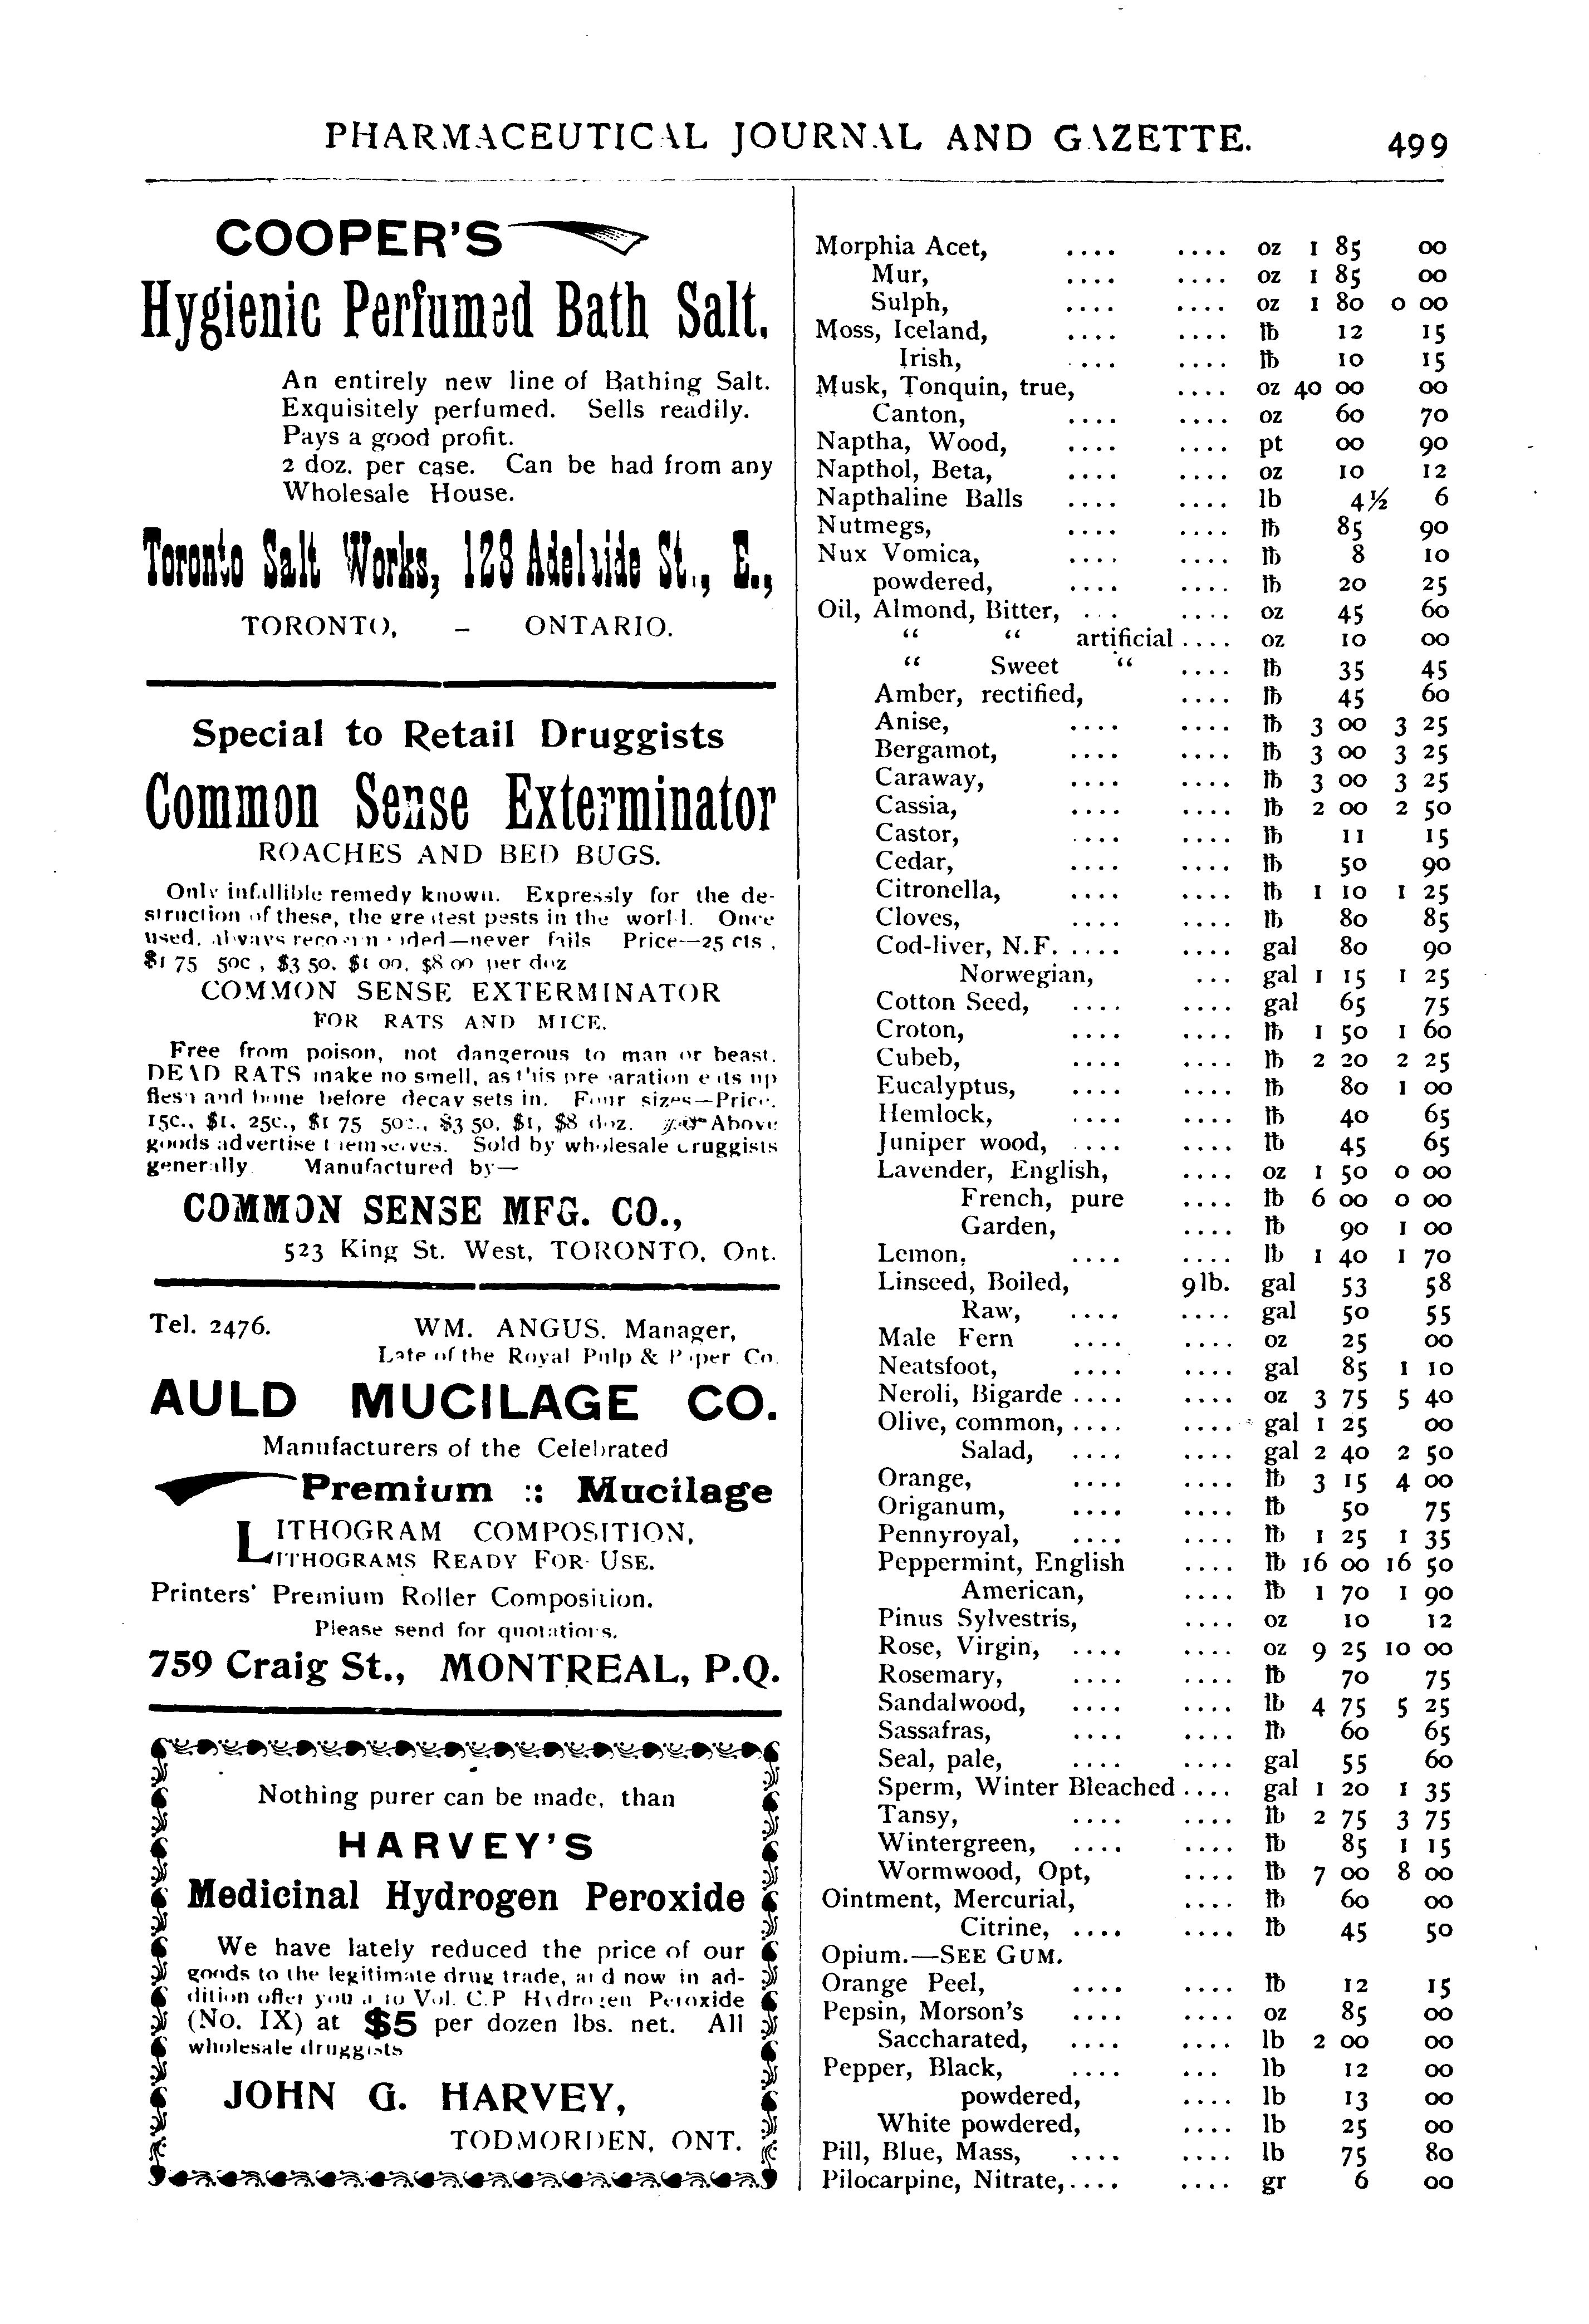 PHARMACEUTICAL JOURNAL AND GAZETTE. 499
COOPER'S
Hygienic Perfumed Bath Salt.
An entirely new line of Bathing Salt.
Exquisitely perfumed. Sells readily.
Pays a good profit.
2 doz. per case. Can be had from any
Wholesale House.
Toronto Salt Works, 128 Adelaide St., E.,
TORONTO, - ONTARIO.
Special to Retail Druggists
Common Sense Exterminator
ROACHES AND BED BUGS.
Only infallible remedy known. Expressly for the de-
struction of these, the greatest pests in the world. Once
used, always recommended—never fails Price—25 cts.,
$1 75 50c, $3 50, $1 00, $8 00 per doz
COMMON SENSE EXTERMINATOR
FOR RATS AND MICE.
Free from poison, not dangerous to man or beast.
DEAD RATS make no smell, as this preparation eats up
flesh and bone before decay sets in. Four sizes—Price,
15c., $1, 25c., $1 75 50c., $3 50, $1, $8 doz. Above
goods advertise themselves. Sold by wholesale druggists
generally Manufactured by—
COMMON SENSE MFG. CO.,
523 King St. West, TORONTO, Ont.
Tel. 2476. WM. ANGUS, Manager,
Late of the Royal Pulp & Paper Co.
AULD MUCILAGE CO.
Manufacturers of the Celebrated
Premium :: Mucilage
LITHOGRAM COMPOSITION,
LITHOGRAMS READY FOR USE.
Printers' Premium Roller Composition.
Please send for quotations.
759 Craig St., MONTREAL, P.Q.
Nothing purer can be made, than
HARVEY'S
Medicinal Hydrogen Peroxide
We have lately reduced the price of our
goods to the legitimate drug trade, and now in ad-
dition offer you a 10 Vol. C.P Hydrogen Peroxide
(No. IX) at $5 per dozen lbs. net. All
wholesale druggists
JOHN G. HARVEY,
TODMORDEN, ONT.
Morphia Acet, .... .... oz 1 85 00
Mur, .... .... oz 1 85 00
Sulph, .... .... oz 1 80 0 00
Moss, Iceland, .... .... lb 12 15
Irish, .... .... lb 10 15
Musk, Tonquin, true, .... oz 40 00 00
Canton, .... .... oz 60 70
Naptha, Wood, .... .... pt 00 90
Napthol, Beta, .... .... oz 10 12
Napthaline Balls .... .... lb 4½ 6
Nutmegs, .... .... lb 85 90
Nux Vomica, .... .... lb 8 10
powdered, .... .... lb 20 25
Oil, Almond, Bitter, ... .... oz 45 60
“ “ artificial .... oz 10 00
“ Sweet “ .... lb 35 45
Amber, rectified, .... lb 45 60
Anise, .... .... lb 3 00 3 25
Bergamot, .... .... lb 3 00 3 25
Caraway, .... .... lb 3 00 3 25
Cassia, .... .... lb 2 00 2 50
Castor, .... .... lb 11 15
Cedar, .... .... lb 50 90
Citronella, .... .... lb 1 10 1 25
Cloves, .... .... lb 80 85
Cod-liver, N.F. .... .... gal 80 90
Norwegian, ... gal 1 15 1 25
Cotton Seed, .... .... gal 65 75
Croton, .... .... lb 1 50 1 60
Cubeb, .... .... lb 2 20 2 25
Eucalyptus, .... .... lb 80 1 00
Hemlock, .... .... lb 40 65
Juniper wood, .... .... lb 45 65
Lavender, English, .... oz 1 50 0 00
French, pure .... lb 6 00 0 00
Garden, .... lb 90 1 00
Lemon, .... .... lb 1 40 1 70
Linseed, Boiled, 9 lb. gal 53 58
Raw, .... .... gal 50 55
Male Fern .... .... oz 25 00
Neatsfoot, .... .... gal 85 1 10
Neroli, Bigarde .... .... oz 3 75 5 40
Olive, common, .... .... gal 1 25 00
Salad, .... .... gal 2 40 2 50
Orange, .... .... lb 3 15 4 00
Origanum, .... .... lb 50 75
Pennyroyal, .... .... lb 1 25 1 35
Peppermint, English .... lb 16 00 16 50
American, .... lb 1 70 1 90
Pinus Sylvestris, .... oz 10 12
Rose, Virgin, .... .... oz 9 25 10 00
Rosemary, .... .... lb 70 75
Sandalwood, .... .... lb 4 75 5 25
Sassafras, .... .... lb 60 65
Seal, pale, .... .... gal 55 60
Sperm, Winter Bleached .... gal 1 20 1 35
Tansy, .... .... lb 2 75 3 75
Wintergreen, .... .... lb 85 1 15
Wormwood, Opt, .... lb 7 00 8 00
Ointment, Mercurial, .... lb 60 00
Citrine, .... .... lb 45 50
Opium.—SEE GUM.
Orange Peel, .... .... lb 12 15
Pepsin, Morson's .... .... oz 85 00
Saccharated, .... .... lb 2 00 00
Pepper, Black, .... ... lb 12 00
powdered, .... lb 13 00
White powdered, .... lb 25 00
Pill, Blue, Mass, .... .... lb 75 80
Pilocarpine, Nitrate, .... .... gr 6 00